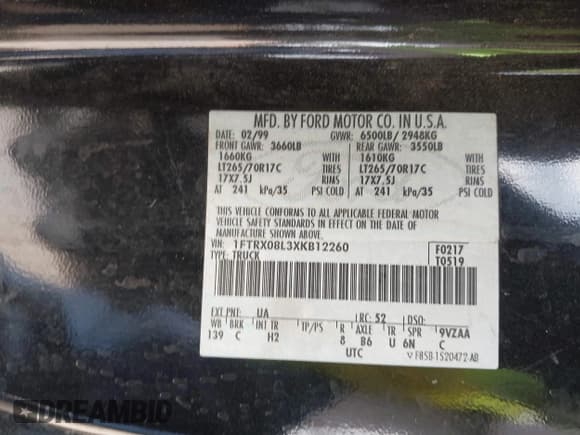 MFD. BY FORD MOTOR CO. IN U.S.A.
DATE: 02/99 GVWR: 6500LB/ 2948KG
FRONT GAWR: 3660LB REAR GAWR: 3550LB
1660KG 1610KG
LT265/70R17C TIRES LT265/70R17C TIRES
17X7.5J RIMS 17X7.5J RIMS
AT 241 kPa/35 PSI COLD AT 241 kPa/35 PSI COLD
THIS VEHICLE CONFORMS TO ALL APPLICABLE FEDERAL MOTOR
VEHICLE SAFETY STANDARDS IN EFFECT ON THE DATE OF
MANUFACTURE SHOWN ABOVE.
VIN: 1FTRX08L3XKB12260 F0217
TYPE: TRUCK T0519
EXT PNT: UA RC: 52 DSO:
WB BRK INT TR TP/PS R AXLE TR SPR 9VZAA
139 C H2 8 B6 U 6N C
UTC
F85B-1520472-AB
DREAMBID